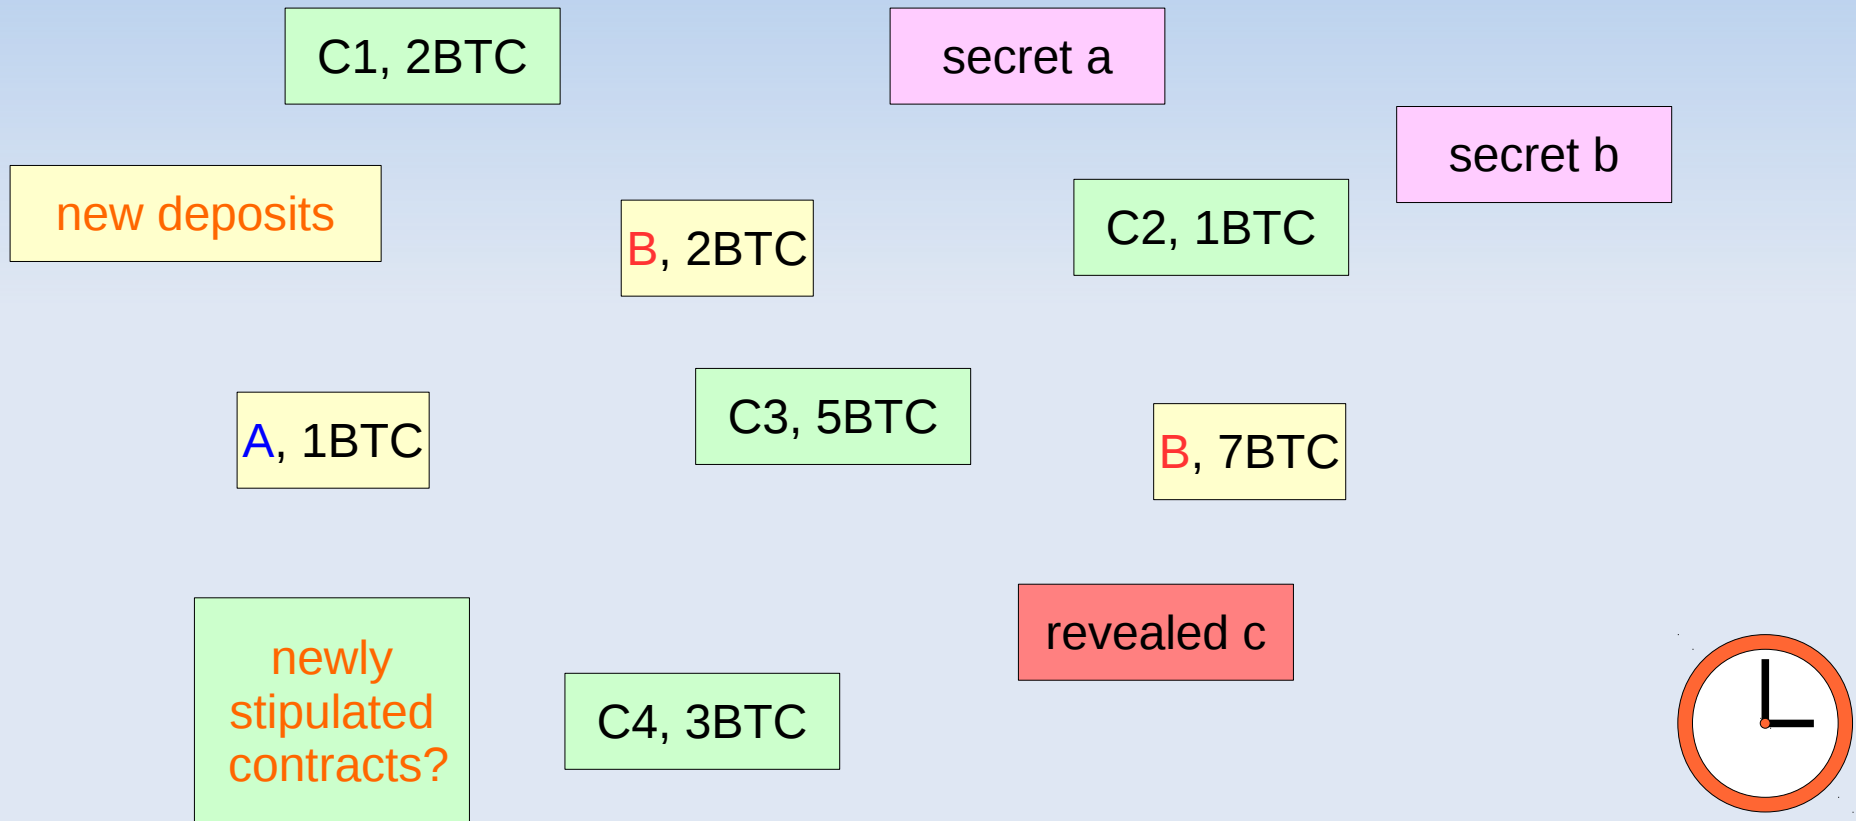 C1, 2BTC
secret a
secret b
new deposits
B, 2BTC
C2, 1BTC
A, 1BTC
C3, 5BTC
B, 7BTC
newly
stipulated
contracts?
revealed c
C4, 3BTC